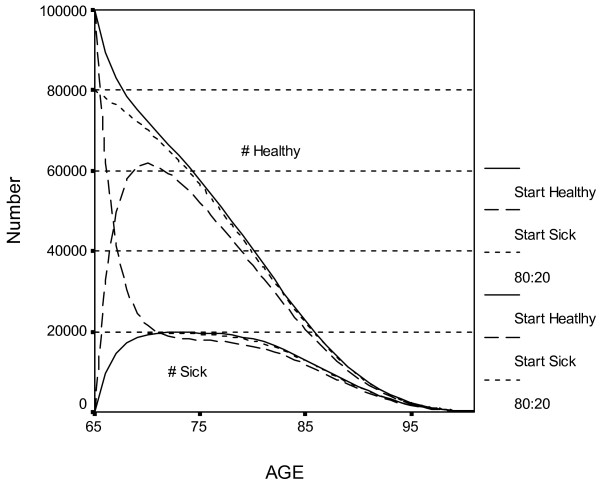 100000
80000
60000
40000
20000
0
Number
# Healthy
# Sick
65
75
85
95
AGE
Start Healthy
Start Sick
80:20
Start Heatlhy
Start Sick
80:20